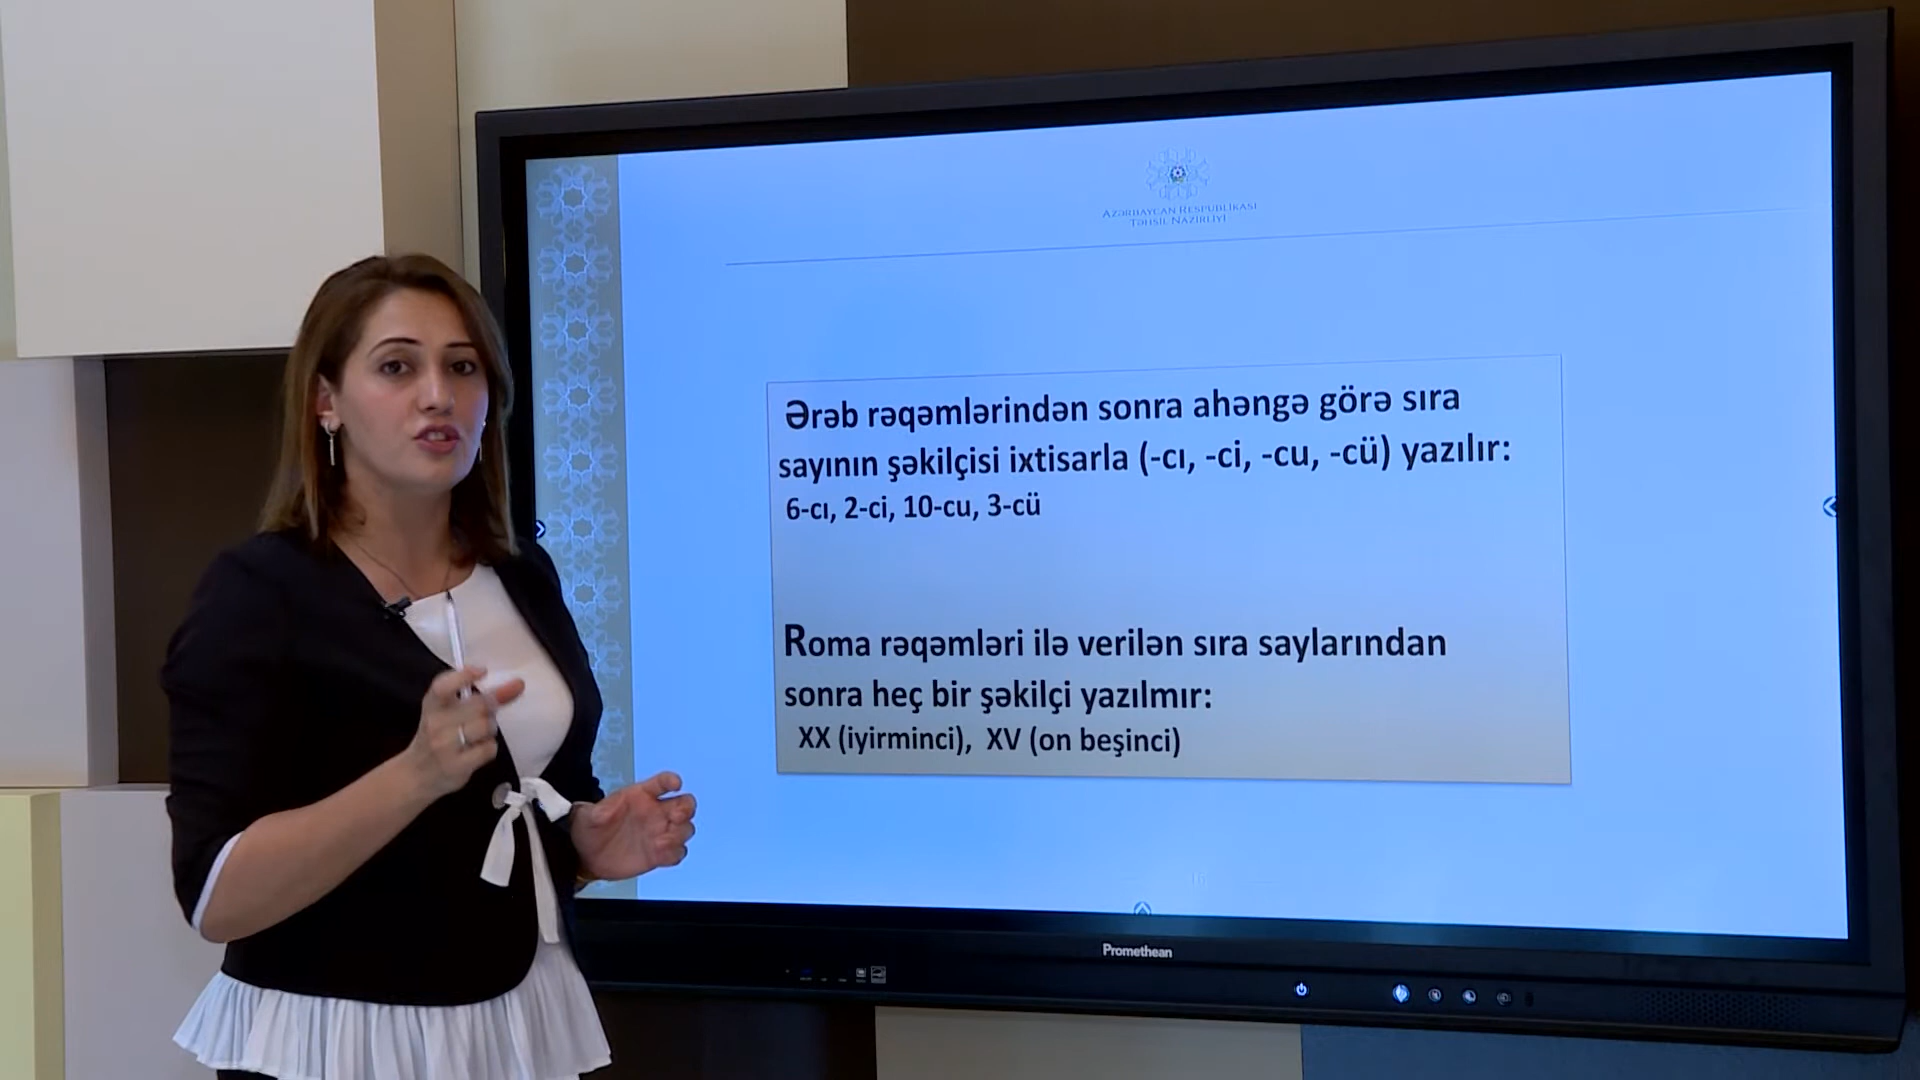 AZƏRBAYCAN RESPUBLİKASI
TƏHSİL NAZİRLİYİ
Ərəb rəqəmlərindən sonra ahəngə görə sıra
sayının şəkilçisi ixtisarla (-cı, -ci, -cu, -cü) yazılır:
6-cı, 2-ci, 10-cu, 3-cü
Roma rəqəmləri ilə verilən sıra saylarından
sonra heç bir şəkilçi yazılmır:
XX (iyirminci), XV (on beşinci)
Promethean